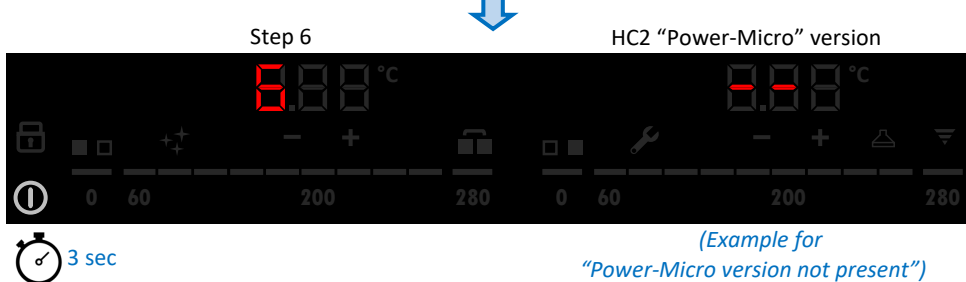 Step 6 HC2 “Power-Micro” version
6 °C -- °C
− + − +
0 60 200 280 0 60 200 280
3 sec
(Example for
“Power-Micro version not present”)